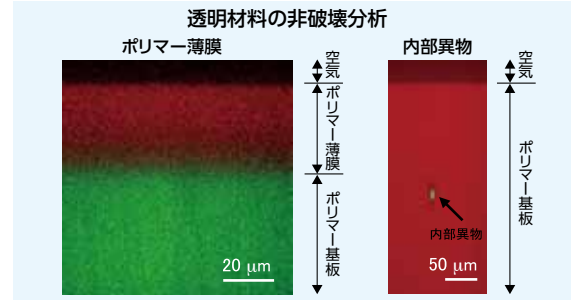 透明材料の非破壊分析
ポリマー薄膜
空気
ポリマー薄膜
ポリマー基板
20 μm
内部異物
空気
ポリマー基板
内部異物
50 μm